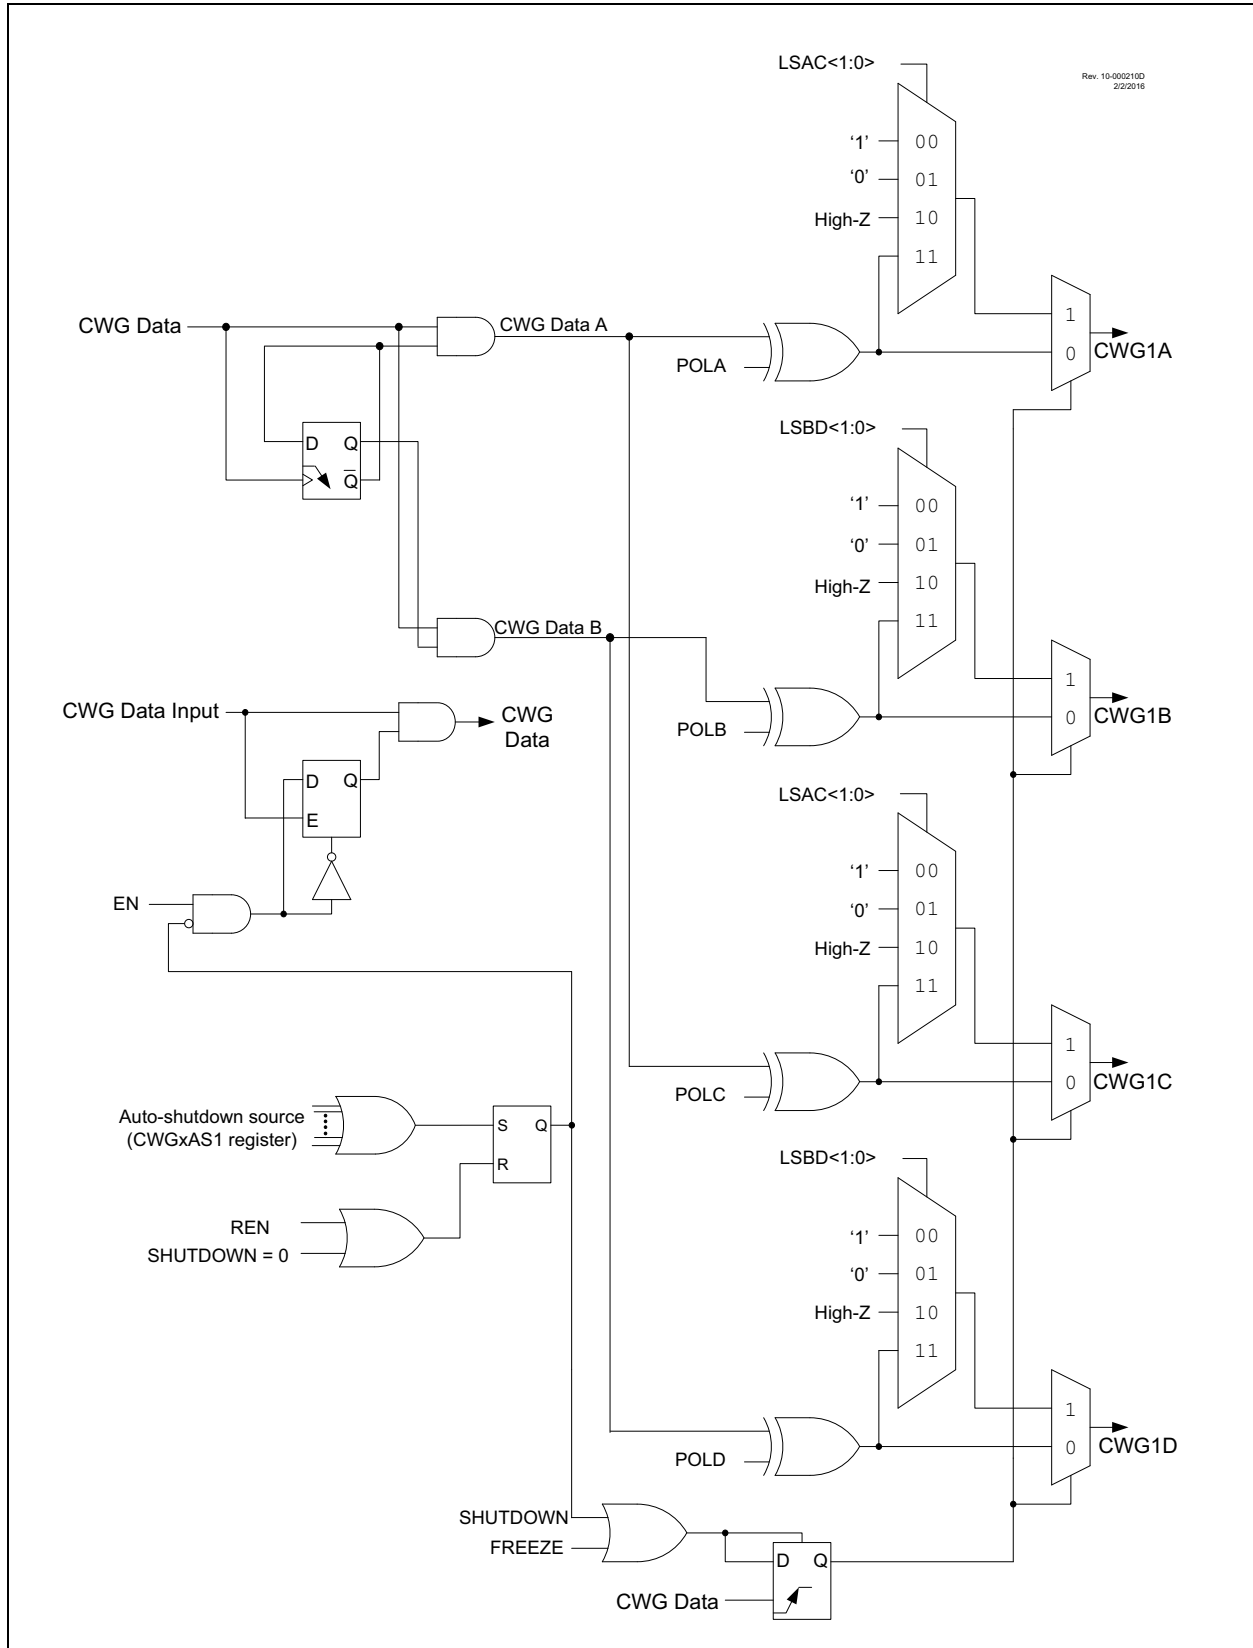 LSAC<1:0>
Rev. 10-000210D
2/2/2016
‘1’
00
‘0’
01
High-Z
10
11
CWG Data
CWG Data A
1
0
CWG1A
POLA
D
Q
Q
LSBD<1:0>
‘1’
00
‘0’
01
High-Z
10
11
CWG Data B
1
0
CWG1B
POLB
CWG Data Input
CWG
Data
D
Q
E
EN
LSAC<1:0>
‘1’
00
‘0’
01
High-Z
10
11
1
0
CWG1C
POLC
Auto-shutdown source
(CWGxAS1 register)
S
Q
R
REN
SHUTDOWN = 0
LSBD<1:0>
‘1’
00
‘0’
01
High-Z
10
11
1
0
CWG1D
POLD
SHUTDOWN
FREEZE
D
Q
CWG Data